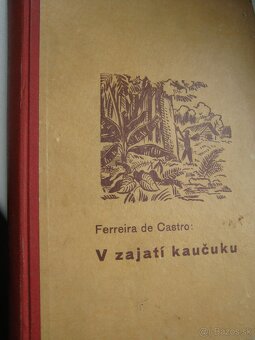 Ferreira de Castro:
V zajatí kaučuku